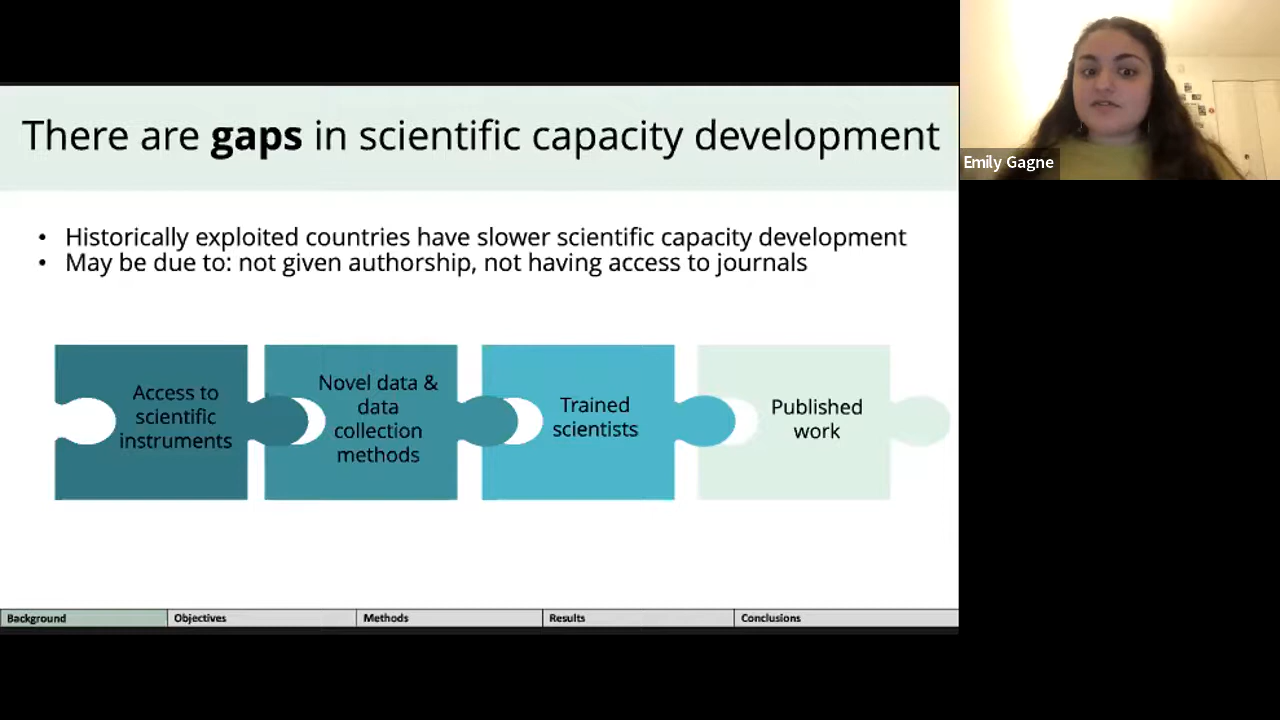 There are gaps in scientific capacity development
Emily Gagne
• Historically exploited countries have slower scientific capacity development
• May be due to: not given authorship, not having access to journals
Access to
scientific
instruments
Novel data &
data
collection
methods
Trained
scientists
Published
work
Background
Objectives
Methods
Results
Conclusions